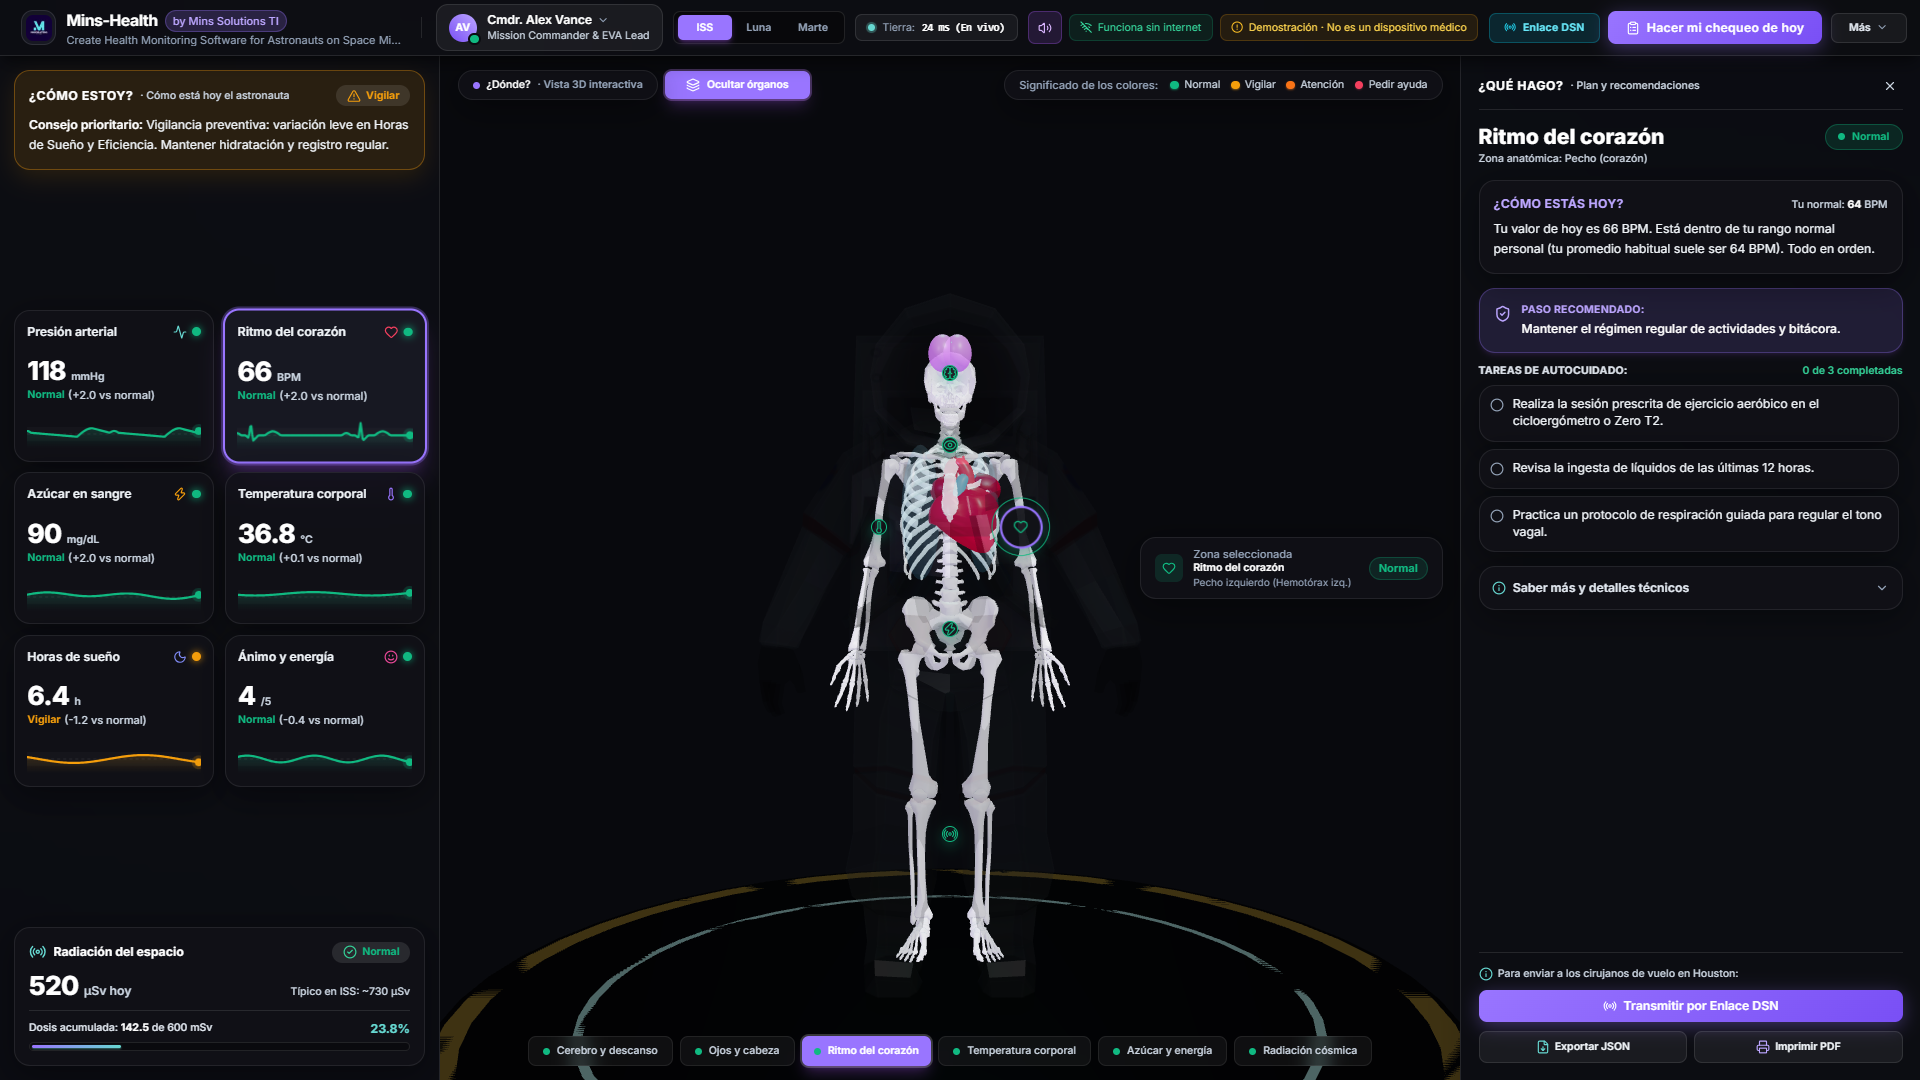 Mins-Health by Mins Solutions TI
Create Health Monitoring Software for Astronauts on Space Mi...
AV
Cmdr. Alex Vance
Mission Commander & EVA Lead
ISS
Luna
Marte
Tierra: 24 ms (En vivo)
Funciona sin internet
Demostración · No es un dispositivo médico
Enlace DSN
Hacer mi chequeo de hoy
Más
¿CÓMO ESTOY? · Cómo está hoy el astronauta
Vigilar
Consejo prioritario: Vigilancia preventiva: variación leve en Horas
de Sueño y Eficiencia. Mantener hidratación y registro regular.
Presión arterial
118 mmHg
Normal (+2.0 vs normal)
Ritmo del corazón
66 BPM
Normal (+2.0 vs normal)
Azúcar en sangre
90 mg/dL
Normal (+2.0 vs normal)
Temperatura corporal
36.8 °C
Normal (+0.1 vs normal)
Horas de sueño
6.4 h
Vigilar (-1.2 vs normal)
Ánimo y energía
4 /5
Normal (-0.4 vs normal)
Radiación del espacio
Normal
520 µSv hoy
Típico en ISS: ~730 µSv
Dosis acumulada: 142.5 de 600 mSv
23.8%
¿Dónde? · Vista 3D interactiva
Ocultar órganos
Significado de los colores: Normal Vigilar Atención Pedir ayuda
Zona seleccionada
Ritmo del corazón
Pecho izquierdo (Hemotórax izq.)
Normal
Cerebro y descanso
Ojos y cabeza
Ritmo del corazón
Temperatura corporal
Azúcar y energía
Radiación cósmica
¿QUÉ HAGO? · Plan y recomendaciones
Ritmo del corazón
Normal
Zona anatómica: Pecho (corazón)
¿CÓMO ESTÁS HOY?
Tu normal: 64 BPM
Tu valor de hoy es 66 BPM. Está dentro de tu rango normal
personal (tu promedio habitual suele ser 64 BPM). Todo en orden.
PASO RECOMENDADO:
Mantener el régimen regular de actividades y bitácora.
TAREAS DE AUTOCUIDADO:
0 de 3 completadas
Realiza la sesión prescrita de ejercicio aeróbico en el
cicloergómetro o Zero T2.
Revisa la ingesta de líquidos de las últimas 12 horas.
Practica un protocolo de respiración guiada para regular el tono
vagal.
Saber más y detalles técnicos
Para enviar a los cirujanos de vuelo en Houston:
Transmitir por Enlace DSN
Exportar JSON
Imprimir PDF